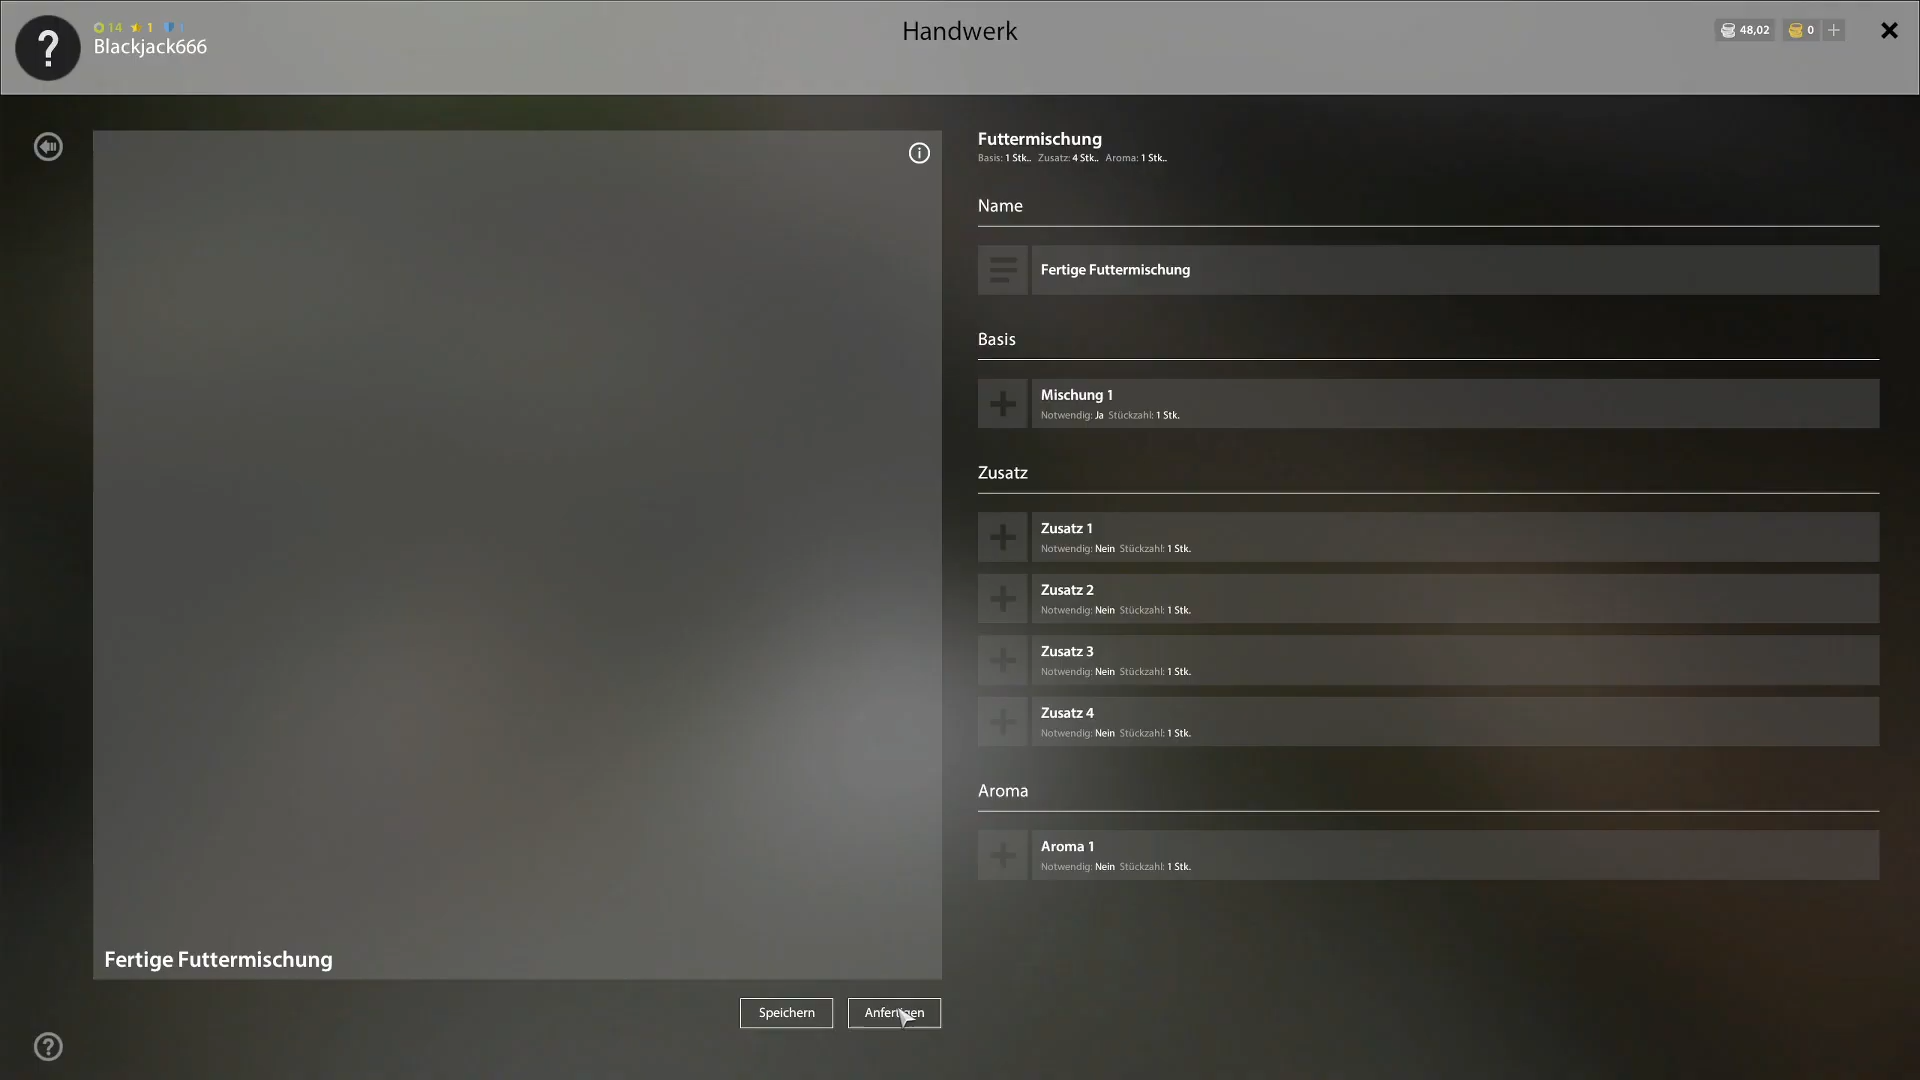 14 1 1
Blackjack666
Handwerk
48,02
0
Futtermischung
Basis: 1 Stk.. Zusatz: 4 Stk.. Aroma: 1 Stk..
Name
Fertige Futtermischung
Basis
Mischung 1
Notwendig: Ja Stückzahl: 1 Stk.
Zusatz
Zusatz 1
Notwendig: Nein Stückzahl: 1 Stk.
Zusatz 2
Notwendig: Nein Stückzahl: 1 Stk.
Zusatz 3
Notwendig: Nein Stückzahl: 1 Stk.
Zusatz 4
Notwendig: Nein Stückzahl: 1 Stk.
Aroma
Aroma 1
Notwendig: Nein Stückzahl: 1 Stk.
Fertige Futtermischung
Speichern
Anfertigen